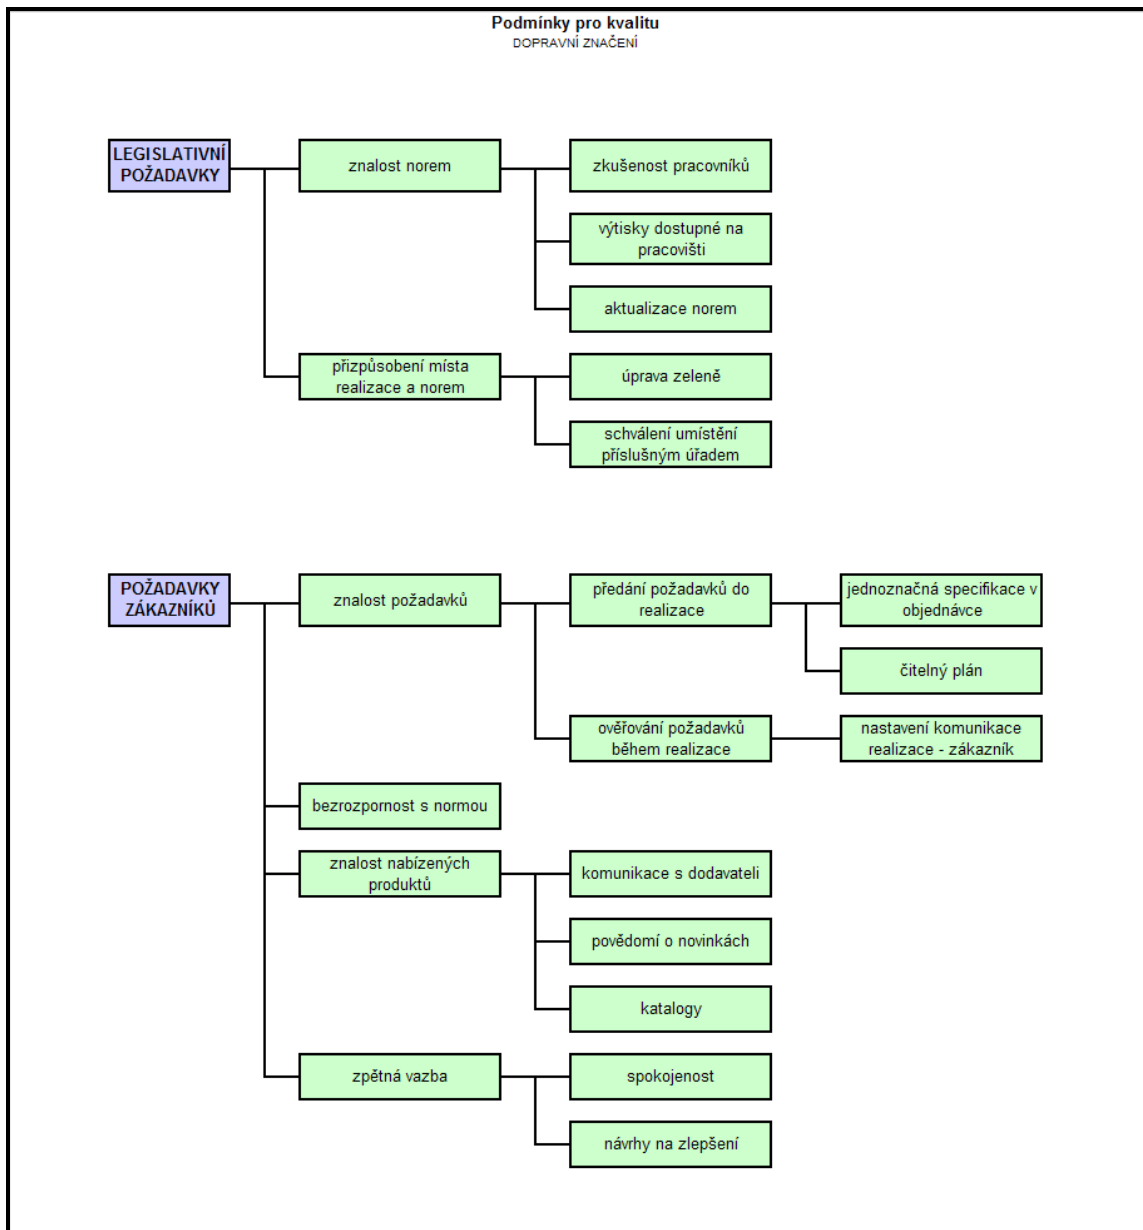 Podmínky pro kvalitu
DOPRAVNÍ ZNAČENÍ
LEGISLATIVNÍ
POŽADAVKY
znalost norem
zkušenost pracovníků
výtisky dostupné na
pracovišti
aktualizace norem
přizpůsobení místa
realizace a norem
úprava zeleně
schválení umístění
příslušným úřadem
POŽADAVKY
ZÁKAZNÍKŮ
znalost požadavků
předání požadavků do
realizace
jednoznačná specifikace v
objednávce
čitelný plán
ověřování požadavků
během realizace
nastavení komunikace
realizace - zákazník
bezrozpornost s normou
znalost nabízených
produktů
komunikace s dodavateli
povědomí o novinkách
katalogy
zpětná vazba
spokojenost
návrhy na zlepšení